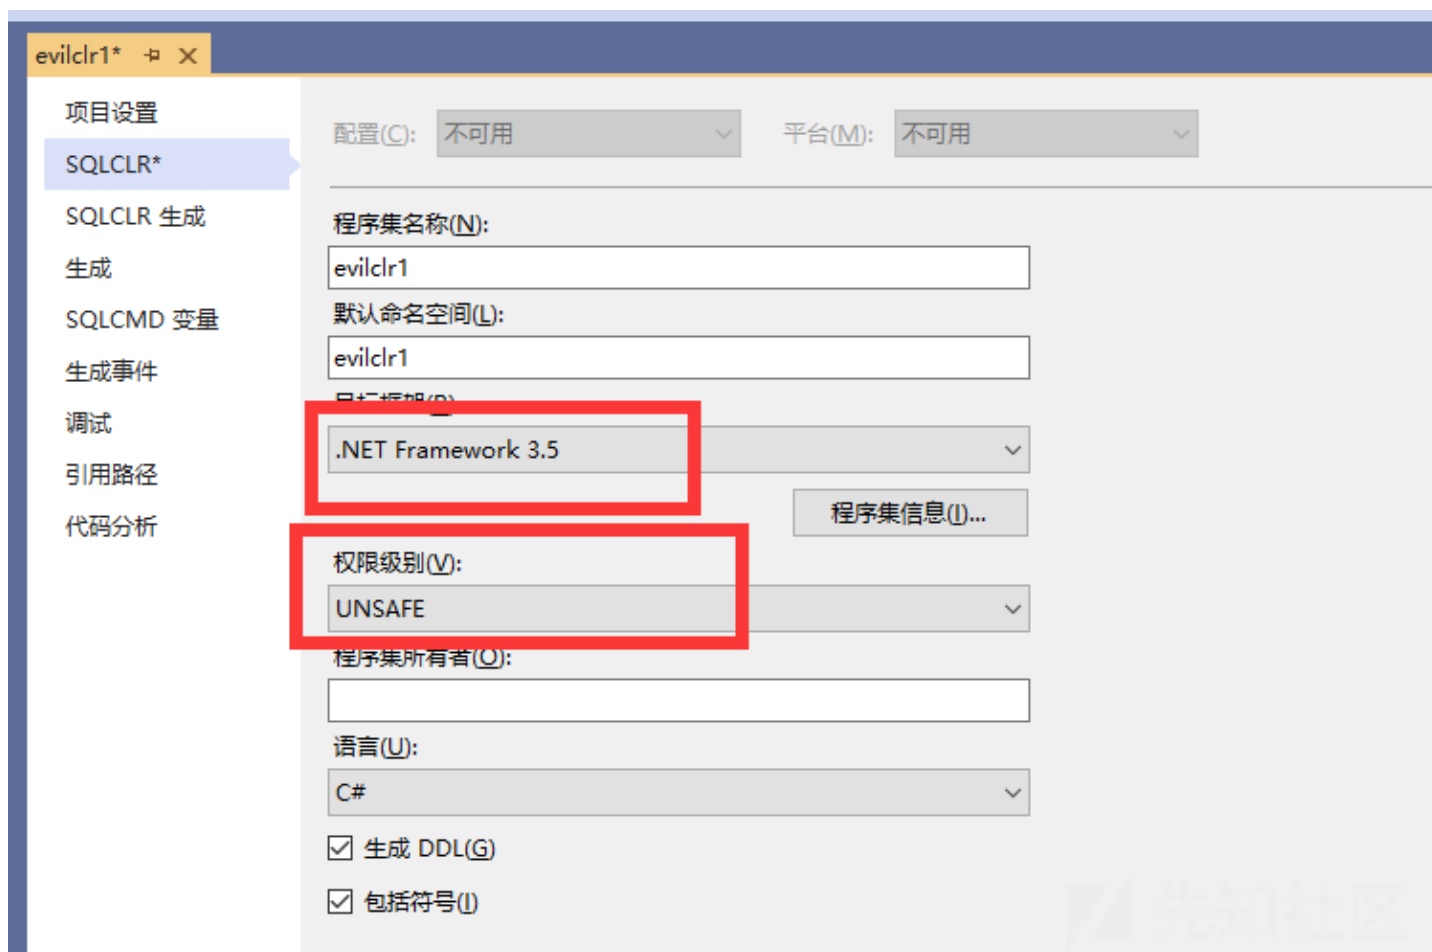 evilclr1*
项目设置
SQLCLR*
SQLCLR 生成
生成
SQLCMD 变量
生成事件
调试
引用路径
代码分析
配置(C): 不可用 平台(M): 不可用
程序集名称(N):
evilclr1
默认命名空间(L):
evilclr1
.NET Framework 3.5
程序集信息(I)...
权限级别(V):
UNSAFE
程序集所有者(O):
语言(U):
C#
生成 DDL(G)
包括符号(I)
先知社区